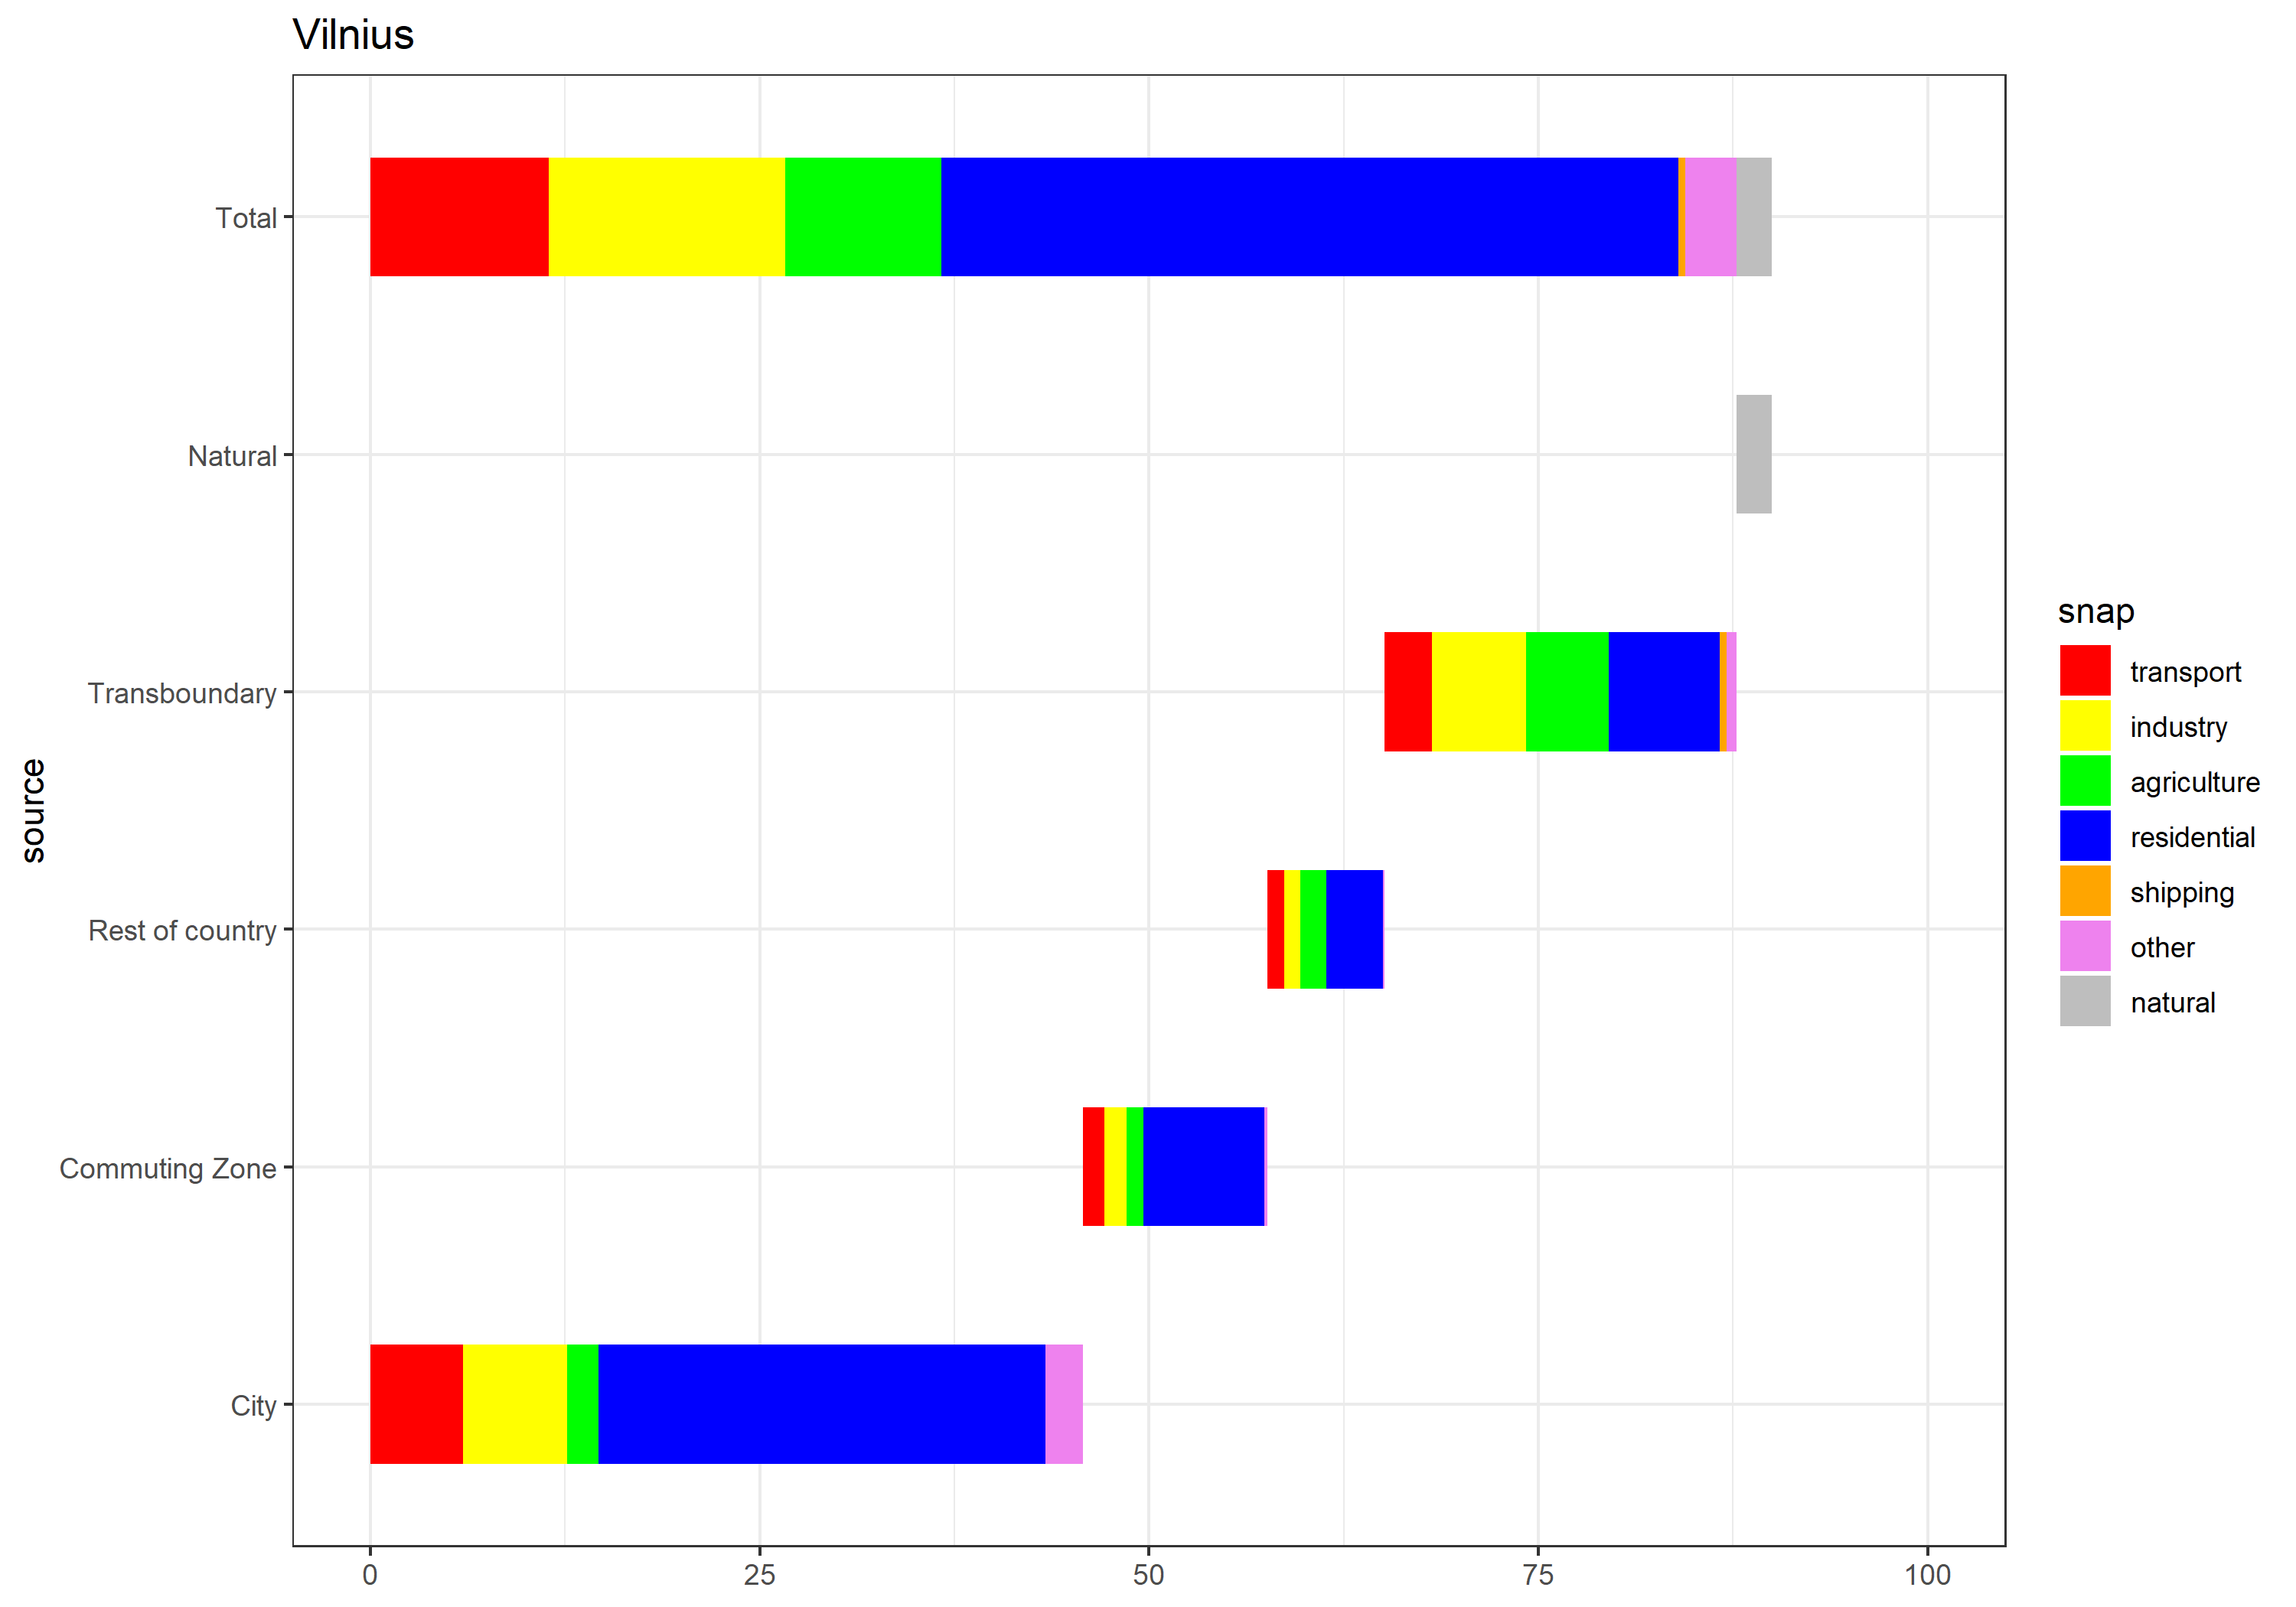 Vilnius
source
Total
Natural
Transboundary
Rest of country
Commuting Zone
City
0 25 50 75 100
snap
transport
industry
agriculture
residential
shipping
other
natural